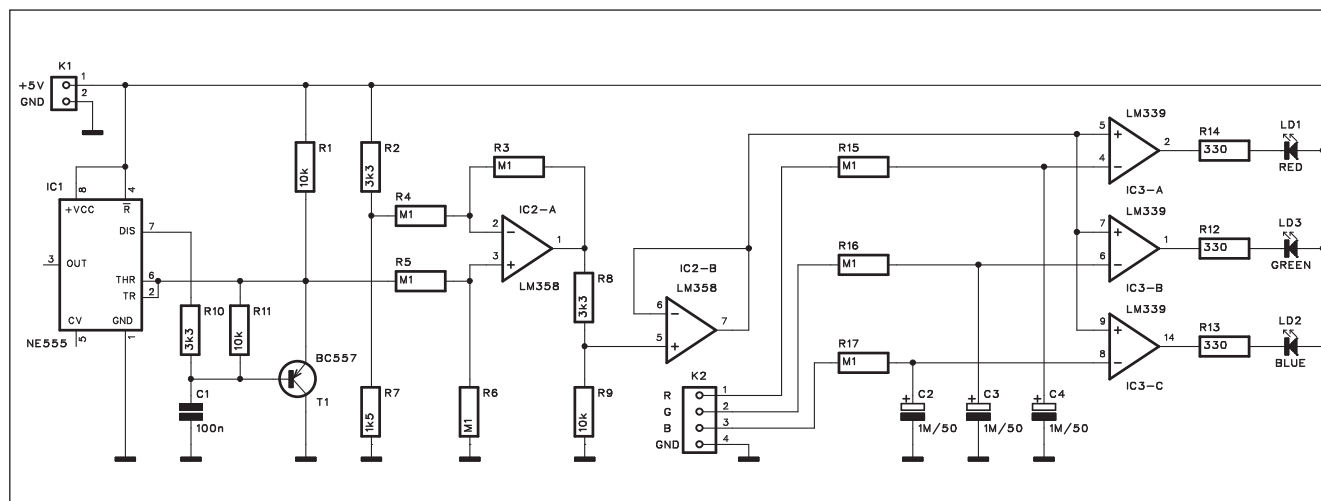 K1
+5V
1
GND
2
IC1
8
4
+VCC
R
DIS
7
3
OUT
THR
6
TR
2
CV
GND
NE555
5
1
R10
3k3
R11
10k
C1
100n
BC557
T1
R1
10k
R2
3k3
R4
M1
R5
M1
R3
M1
IC2-A
2
3
1
LM358
R7
1k5
R6
M1
R8
3k3
R9
10k
IC2-B
LM358
6
5
7
K2
R
1
G
2
B
3
GND
4
R15
M1
R16
M1
R17
M1
C2
1M/50
C3
1M/50
C4
1M/50
+
+
+
LM339
5
4
2
IC3-A
LM339
7
6
1
IC3-B
LM339
9
8
14
IC3-C
R14
330
LD1
RED
R12
330
LD3
GREEN
R13
330
LD2
BLUE